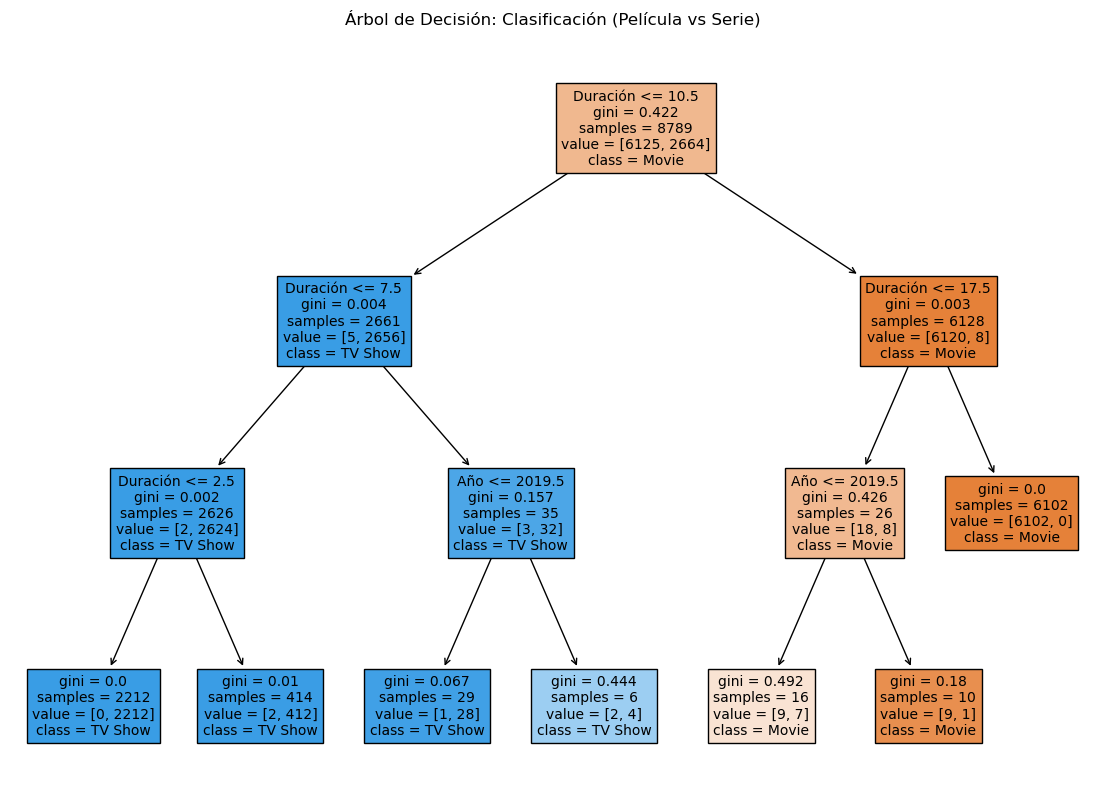 Árbol de Decisión: Clasificación (Película vs Serie)
Duración <= 10.5
gini = 0.422
samples = 8789
value = [6125, 2664]
class = Movie
Duración <= 7.5
gini = 0.004
samples = 2661
value = [5, 2656]
class = TV Show
Duración <= 17.5
gini = 0.003
samples = 6128
value = [6120, 8]
class = Movie
Duración <= 2.5
gini = 0.002
samples = 2626
value = [2, 2624]
class = TV Show
Año <= 2019.5
gini = 0.157
samples = 35
value = [3, 32]
class = TV Show
Año <= 2019.5
gini = 0.426
samples = 26
value = [18, 8]
class = Movie
gini = 0.0
samples = 6102
value = [6102, 0]
class = Movie
gini = 0.0
samples = 2212
value = [0, 2212]
class = TV Show
gini = 0.01
samples = 414
value = [2, 412]
class = TV Show
gini = 0.067
samples = 29
value = [1, 28]
class = TV Show
gini = 0.444
samples = 6
value = [2, 4]
class = TV Show
gini = 0.492
samples = 16
value = [9, 7]
class = Movie
gini = 0.18
samples = 10
value = [9, 1]
class = Movie